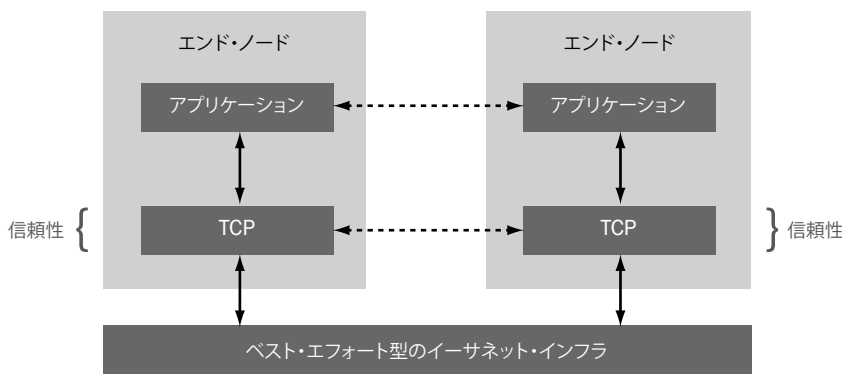 エンド・ノード
エンド・ノード
アプリケーション
アプリケーション
信頼性 {
TCP
TCP
} 信頼性
ベスト・エフォート型のイーサネット・インフラ